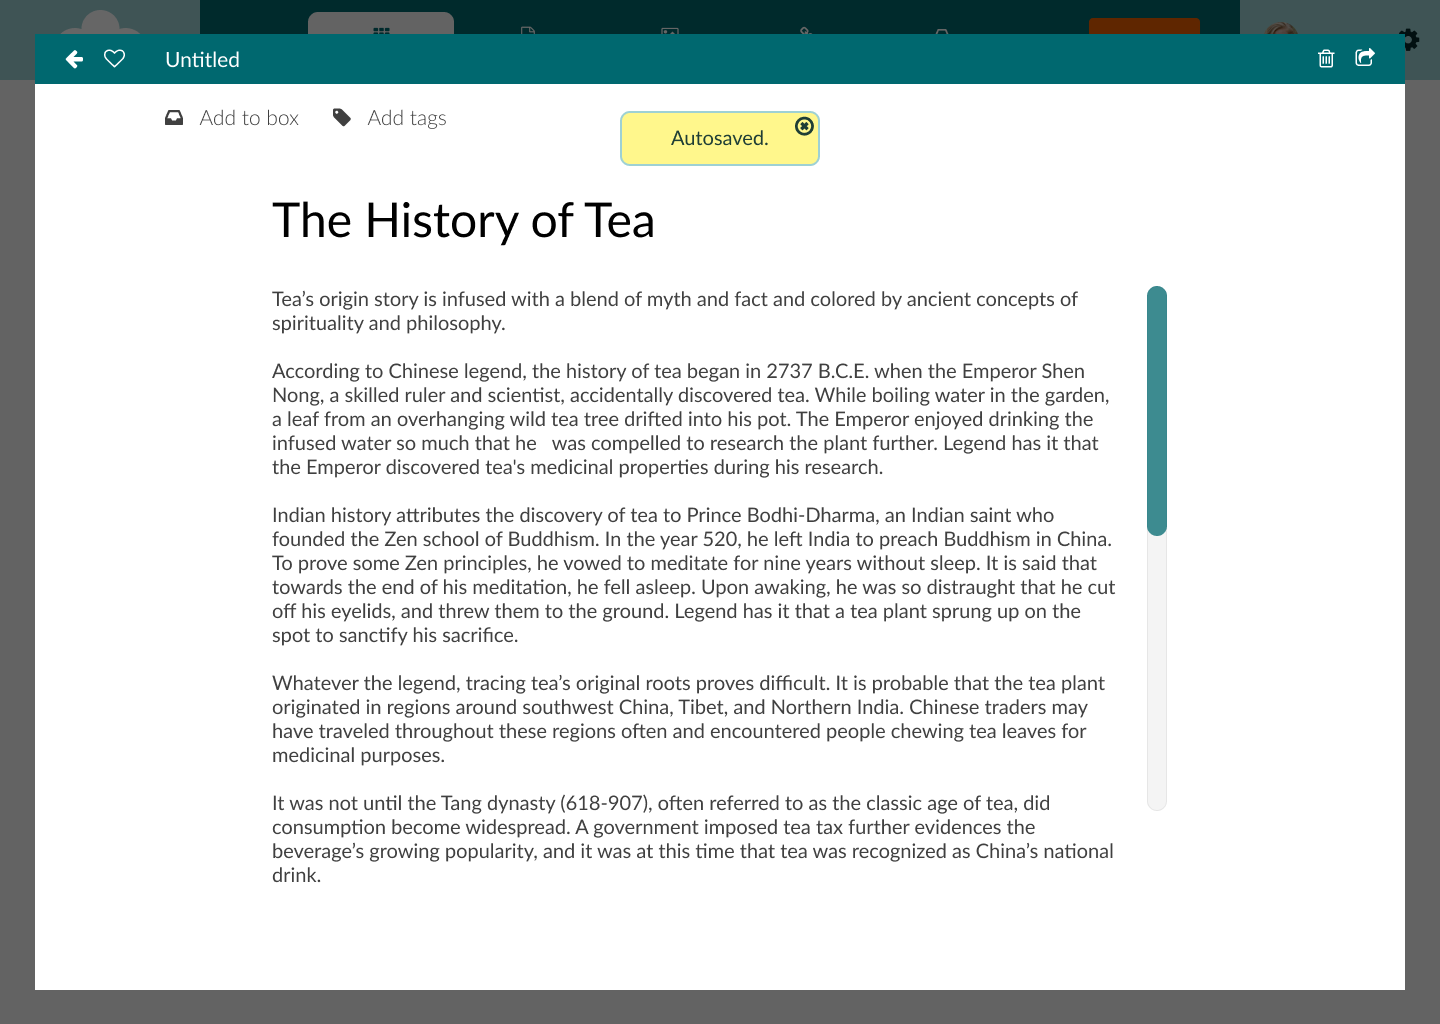 Untitled
Add to box
Add tags
Autosaved.
The History of Tea
Tea’s origin story is infused with a blend of myth and fact and colored by ancient concepts of
spirituality and philosophy.
According to Chinese legend, the history of tea began in 2737 B.C.E. when the Emperor Shen
Nong, a skilled ruler and scientist, accidentally discovered tea. While boiling water in the garden,
a leaf from an overhanging wild tea tree drifted into his pot. The Emperor enjoyed drinking the
infused water so much that he   was compelled to research the plant further. Legend has it that
the Emperor discovered tea's medicinal properties during his research.
Indian history attributes the discovery of tea to Prince Bodhi-Dharma, an Indian saint who
founded the Zen school of Buddhism. In the year 520, he left India to preach Buddhism in China.
To prove some Zen principles, he vowed to meditate for nine years without sleep. It is said that
towards the end of his meditation, he fell asleep. Upon awaking, he was so distraught that he cut
off his eyelids, and threw them to the ground. Legend has it that a tea plant sprung up on the
spot to sanctify his sacrifice.
Whatever the legend, tracing tea’s original roots proves difficult. It is probable that the tea plant
originated in regions around southwest China, Tibet, and Northern India. Chinese traders may
have traveled throughout these regions often and encountered people chewing tea leaves for
medicinal purposes.
It was not until the Tang dynasty (618-907), often referred to as the classic age of tea, did
consumption become widespread. A government imposed tea tax further evidences the
beverage’s growing popularity, and it was at this time that tea was recognized as China’s national
drink.